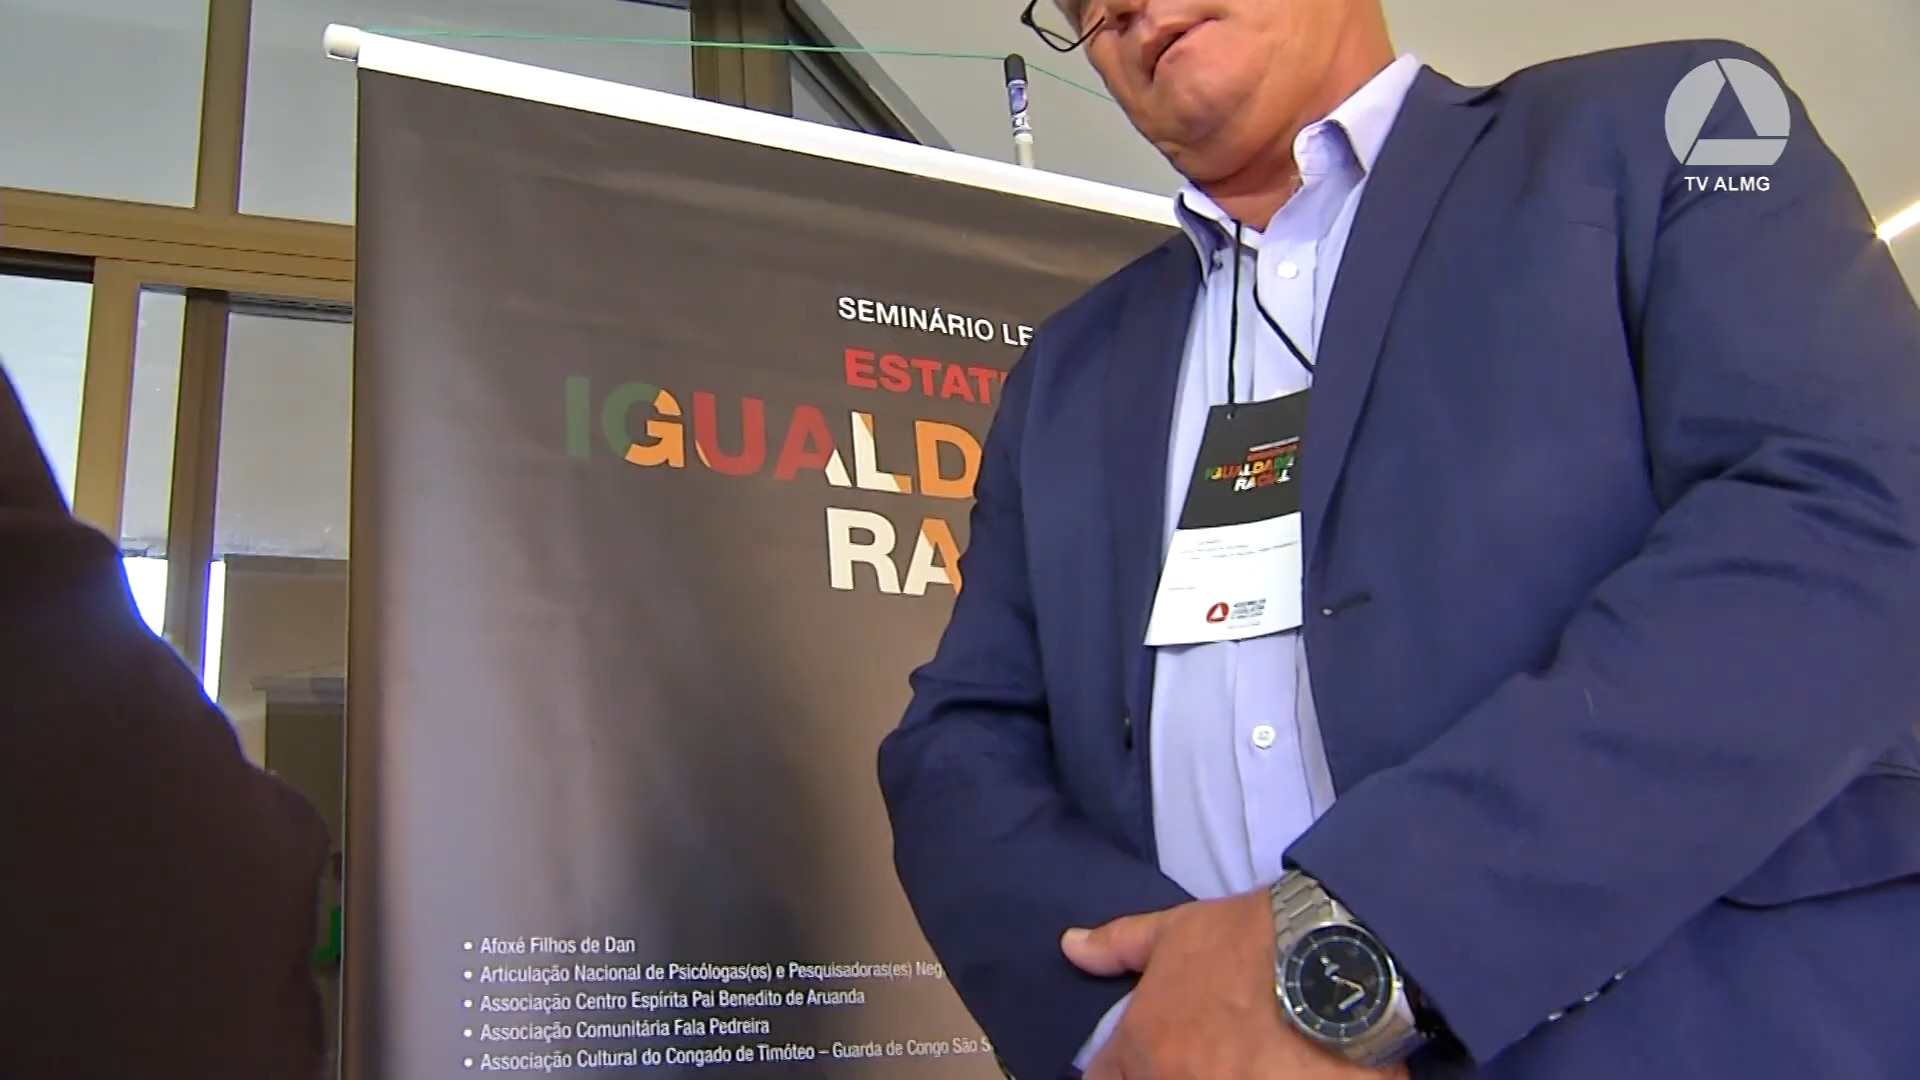 TV ALMG
SEMINÁRIO LE
ESTAT
IGUALDA
RA
IGUALDADE
RACIAL
• Afoxé Filhos de Dan
• Articulação Nacional de Psicólogas(os) e Pesquisadoras(es) Neg
• Associação Centro Espírita Pai Benedito de Aruanda
• Associação Comunitária Fala Pedreira
• Associação Cultural do Congado de Timóteo – Guarda de Congo São S